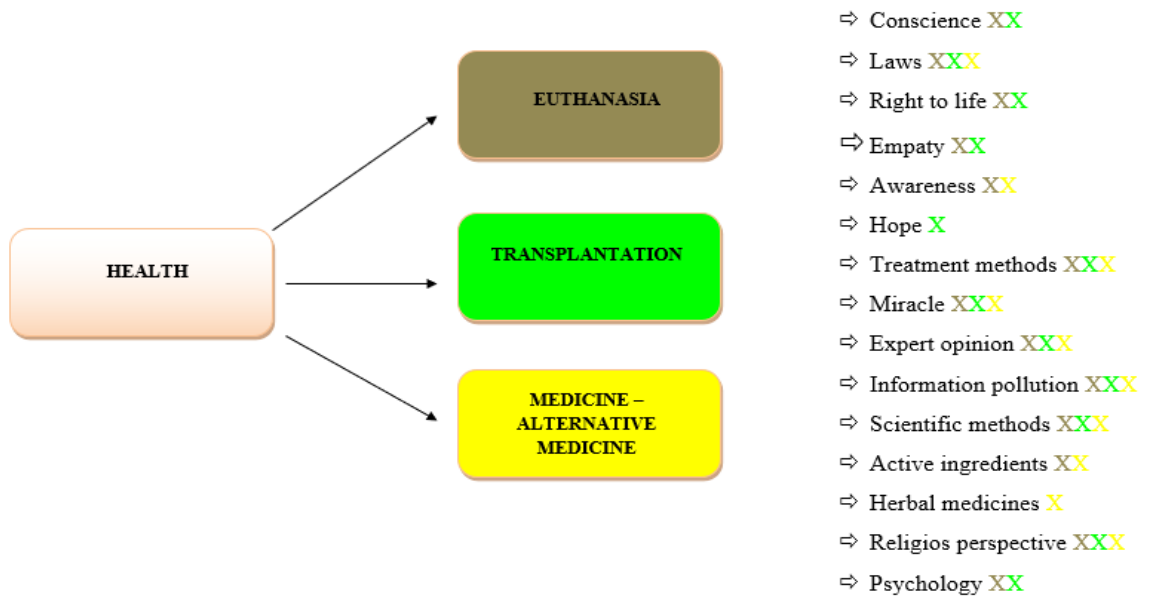 HEALTH
EUTHANASIA
TRANSPLANTATION
MEDICINE –
ALTERNATIVE
MEDICINE
⇨ Conscience XX
⇨ Laws XXX
⇨ Right to life XX
⇨ Empaty XX
⇨ Awareness XX
⇨ Hope X
⇨ Treatment methods XXX
⇨ Miracle XXX
⇨ Expert opinion XXX
⇨ Information pollution XXX
⇨ Scientific methods XXX
⇨ Active ingredients XX
⇨ Herbal medicines X
⇨ Religios perspective XXX
⇨ Psychology XX